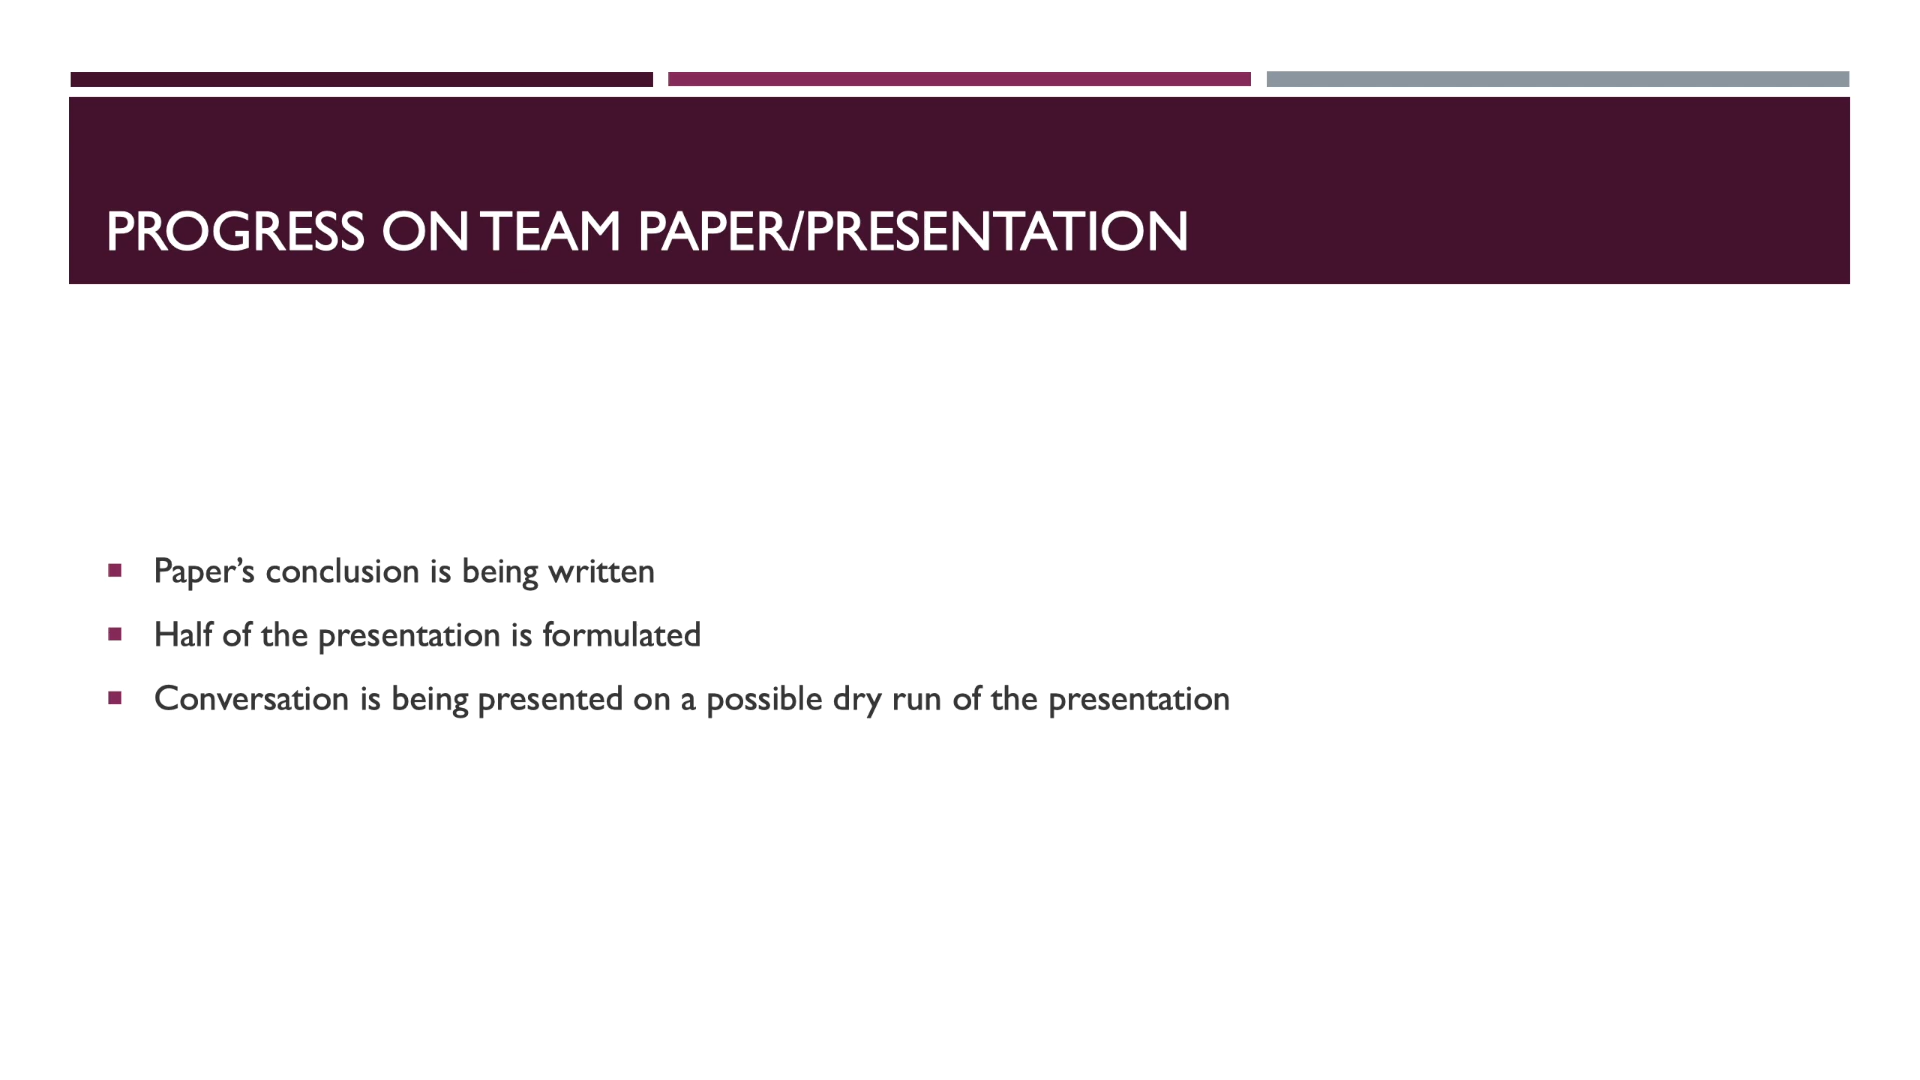 PROGRESS ON TEAM PAPER/PRESENTATION
Paper’s conclusion is being written
Half of the presentation is formulated
Conversation is being presented on a possible dry run of the presentation